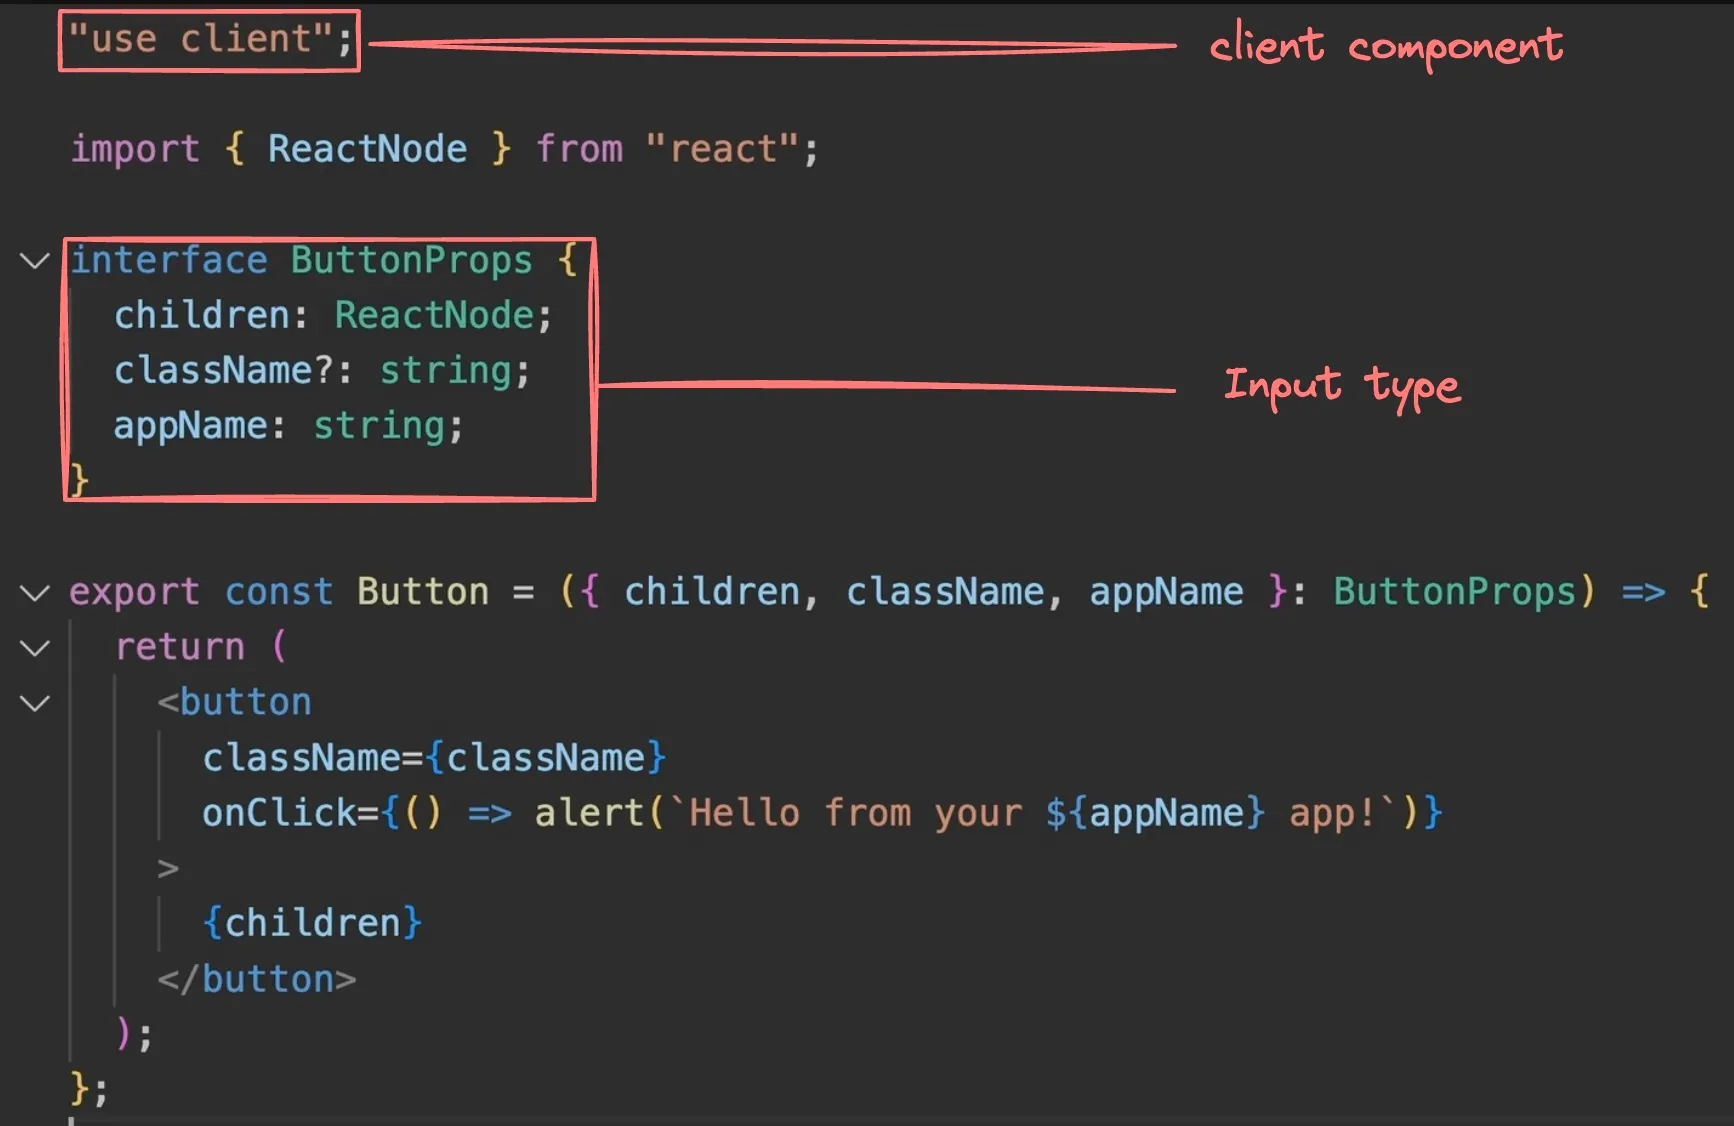 "use client"; client component
import { ReactNode } from "react";
interface ButtonProps {
children: ReactNode;
className?: string; Input type
appName: string;
}
export const Button = ({ children, className, appName }: ButtonProps) => {
return (
<button
className={className}
onClick={() => alert(`Hello from your ${appName} app!`)}
>
{children}
</button>
);
};